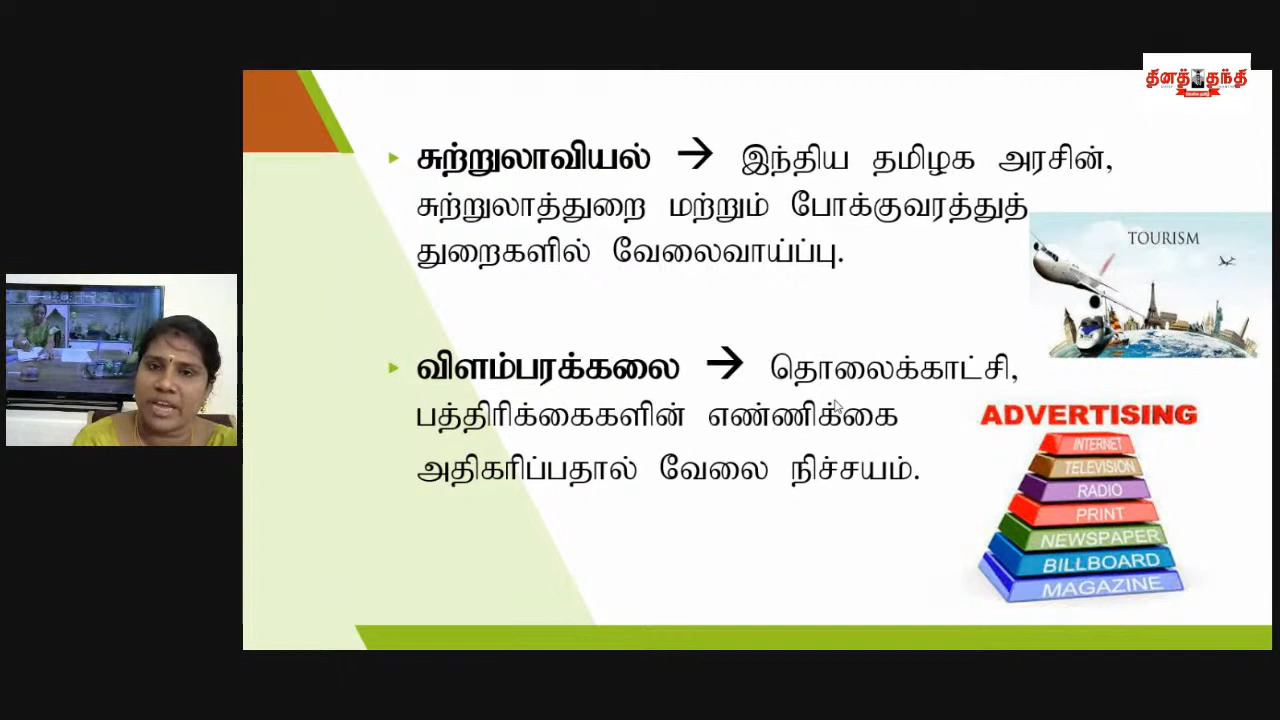 தினத்தந்தி
சுற்றுலாவியல் → இந்திய தமிழக அரசின்,
சுற்றுலாத்துறை மற்றும் போக்குவரத்துத்
துறைகளில் வேலைவாய்ப்பு.
TOURISM
விளம்பரக்கலை → தொலைக்காட்சி,
பத்திரிக்கைகளின் எண்ணிக்கை
அதிகரிப்பதால் வேலை நிச்சயம்.
ADVERTISING
INTERNET
TELEVISION
RADIO
PRINT
NEWSPAPER
BILLBOARD
MAGAZINE